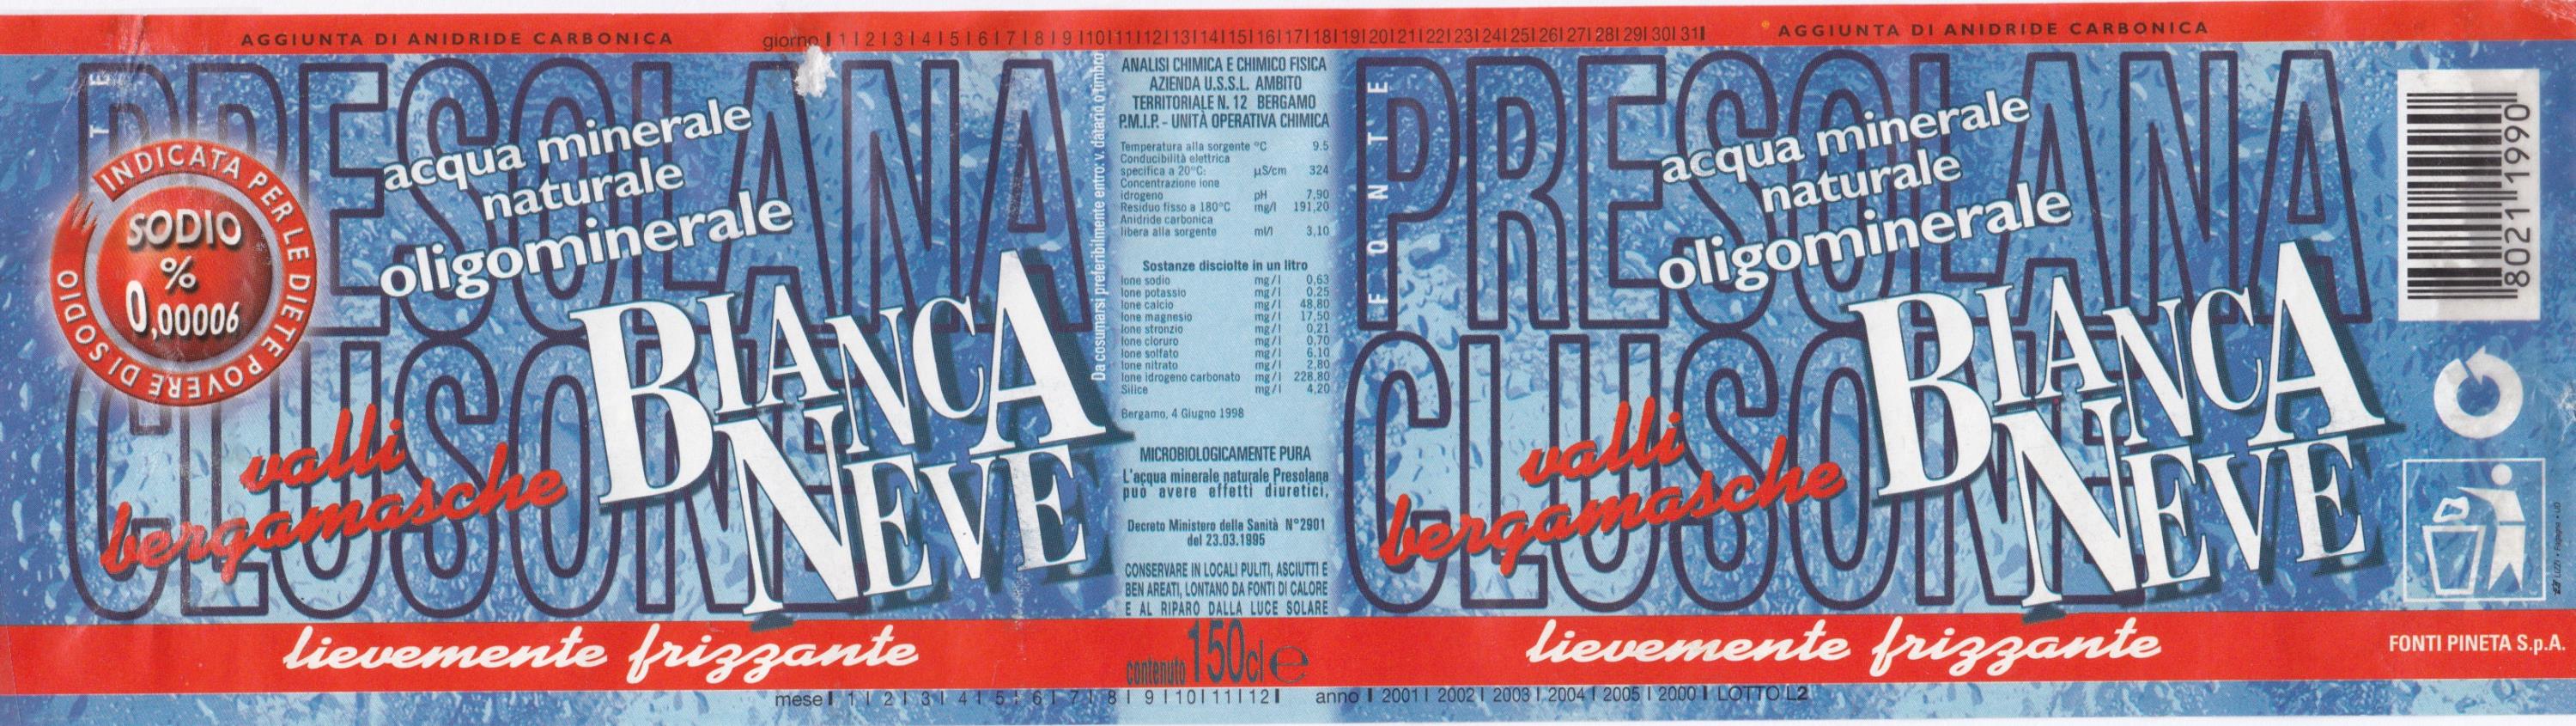 AGGIUNTA DI ANIDRIDE CARBONICA
giorno | 1 | 2 | 3 | 4 | 5 | 6 | 7 | 8 | 9 |10|11|12|13|14|15|16|17|18|19|20|21|22|23|24|25|26|27|28|29|30|31|
AGGIUNTA DI ANIDRIDE CARBONICA
TE
PRESOLANA
CLUSONE
INDICATA PER LE DIETE POVERE DI SODIO
SODIO
%
0,00006
acqua minerale
naturale
oligominerale
BIANCA
NEVE
valli
bergamasche
lievemente frizzante
Da cosumarsi preferibilmente entro: v. datario o timbro
ANALISI CHIMICA E CHIMICO FISICA
AZIENDA U.S.S.L. AMBITO
TERRITORIALE N. 12 BERGAMO
P.M.I.P. - UNITÀ OPERATIVA CHIMICA
Temperatura alla sorgente °C 9.5
Conducibilità elettrica
specifica a 20°C: µS/cm 324
Concentrazione ione
idrogeno pH 7,90
Residuo fisso a 180°C mg/l 191,20
Anidride carbonica
libera alla sorgente ml/l 3,10
Sostanze disciolte in un litro
Ione sodio mg/l 0,63
Ione potassio mg/l 0,25
Ione calcio mg/l 48,80
Ione magnesio mg/l 17,50
Ione stronzio mg/l 0,21
Ione cloruro mg/l 0,70
Ione solfato mg/l 6,10
Ione nitrato mg/l 2,80
Ione idrogeno carbonato mg/l 228,80
Silice mg/l 4,20
Bergamo, 4 Giugno 1998
MICROBIOLOGICAMENTE PURA
L'acqua minerale naturale Presolana
può avere effetti diuretici,
Decreto Ministero della Sanità N°2901
del 23.03.1995
CONSERVARE IN LOCALI PULITI, ASCIUTTI E
BEN AREATI, LONTANO DA FONTI DI CALORE
E AL RIPARO DALLA LUCE SOLARE
contenuto 150cl e
FONTE
PRESOLANA
CLUSONE
acqua minerale
naturale
oligominerale
BIANCA
NEVE
valli
bergamasche
lievemente frizzante
80211990
FONTI PINETA S.p.A.
mese | 1 | 2 | 3 | 4 | 5 | 6 | 7 | 8 | 9 |10|11|12|
anno | 2001 | 2002 | 2003 | 2004 | 2005 | 2000 | LOTTO L2